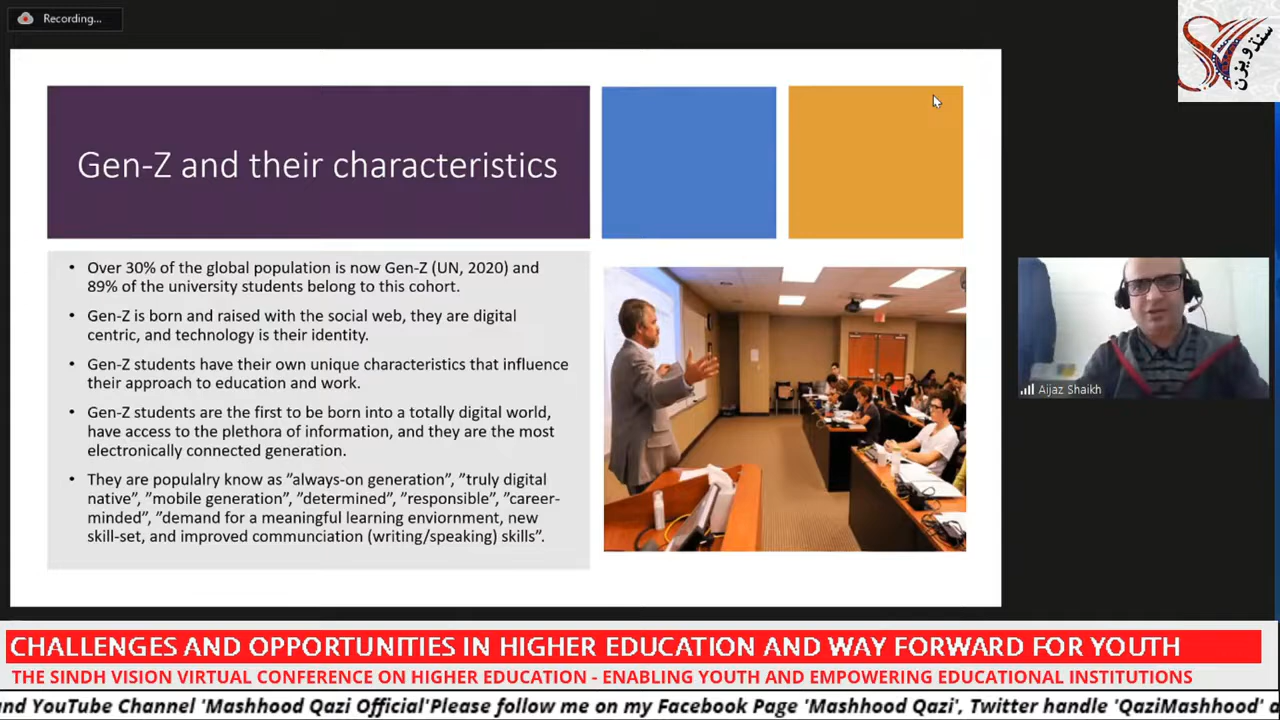 Recording...
سنڌ ويزن
Gen-Z and their characteristics
• Over 30% of the global population is now Gen-Z (UN, 2020) and
89% of the university students belong to this cohort.
• Gen-Z is born and raised with the social web, they are digital
centric, and technology is their identity.
• Gen-Z students have their own unique characteristics that influence
their approach to education and work.
• Gen-Z students are the first to be born into a totally digital world,
have access to the plethora of information, and they are the most
electronically connected generation.
• They are populalry know as ”always-on generation”, ”truly digital
native”, ”mobile generation”, ”determined”, ”responsible”, ”career-
minded”, ”demand for a meaningful learning enviornment, new
skill-set, and improved communciation (writing/speaking) skills”.
Aijaz Shaikh
CHALLENGES AND OPPORTUNITIES IN HIGHER EDUCATION AND WAY FORWARD FOR YOUTH
THE SINDH VISION VIRTUAL CONFERENCE ON HIGHER EDUCATION - ENABLING YOUTH AND EMPOWERING EDUCATIONAL INSTITUTIONS
and YouTube Channel 'Mashhood Qazi Official'Please follow me on my Facebook Page 'Mashhood Qazi', Twitter handle 'QaziMashhood'